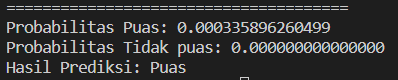 ======================================
Probabilitas Puas: 0.000335896260499
Probabilitas Tidak puas: 0.000000000000000
Hasil Prediksi: Puas